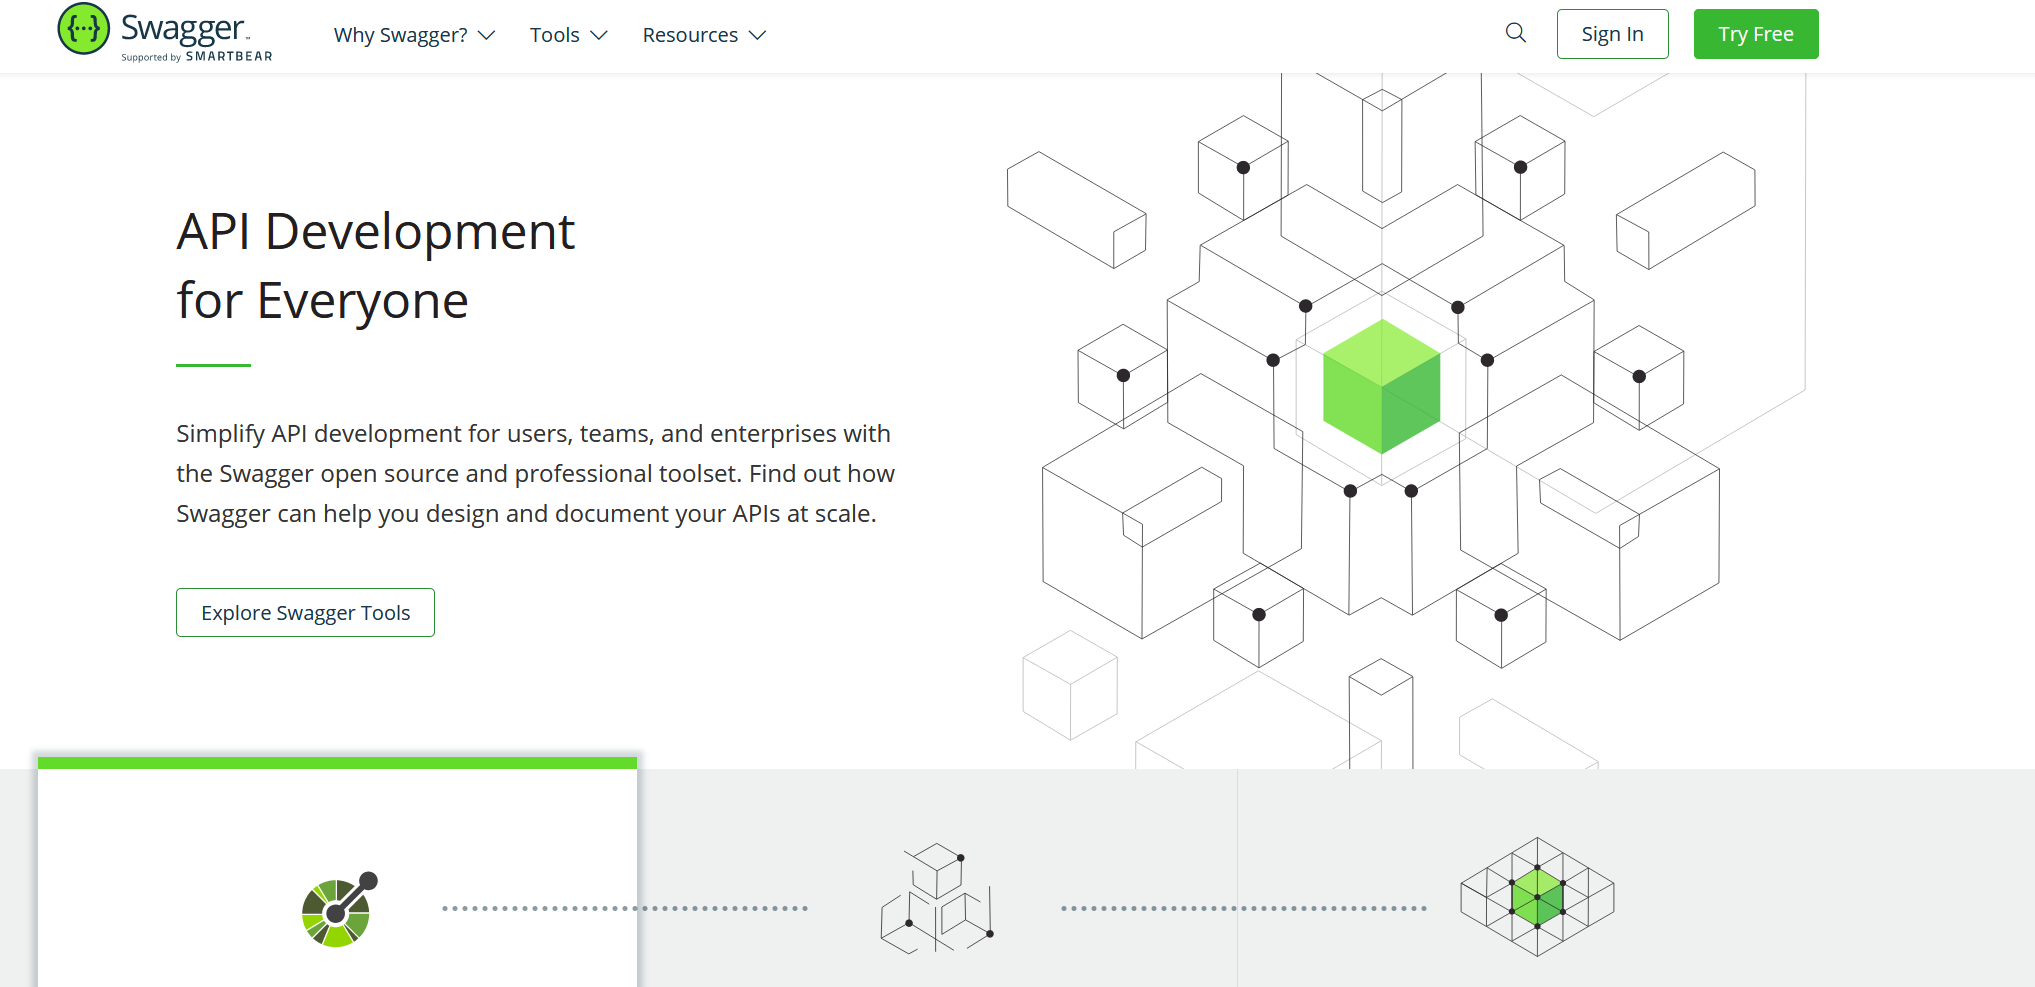 {...} Swagger™
Supported by SMARTBEAR
Why Swagger?
Tools
Resources
Sign In
Try Free
API Development
for Everyone
Simplify API development for users, teams, and enterprises with
the Swagger open source and professional toolset. Find out how
Swagger can help you design and document your APIs at scale.
Explore Swagger Tools